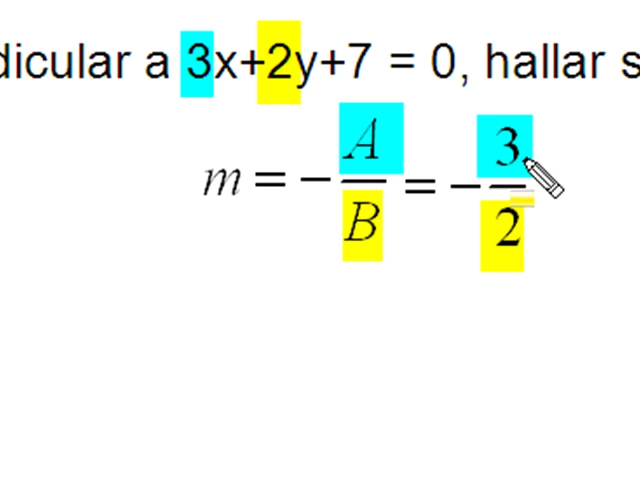 dicular a 3x+2y+7 = 0, hallar s
m = - A/B = - 3/2